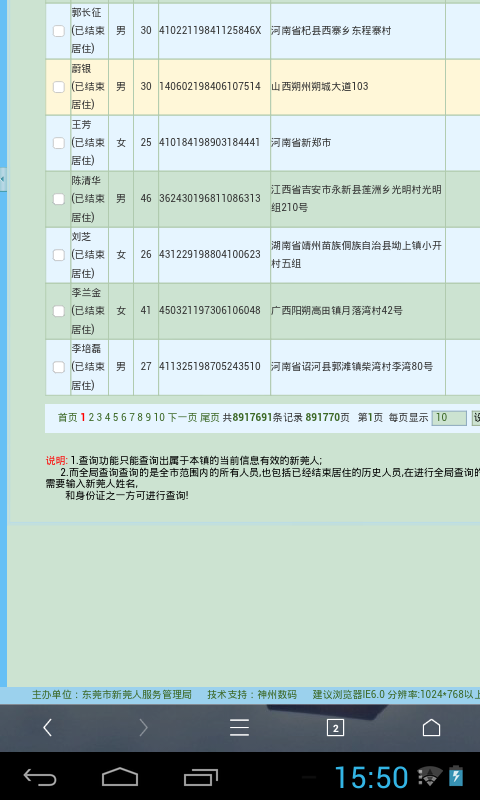 郭长征
(已结束
居住)
男 30 41022119841125846X 河南省杞县西寨乡东程寨村
蔚银
(已结束
居住)
男 30 140602198406107514 山西朔州朔城大道103
王芳
(已结束
居住)
女 25 410184198903184441 河南省新郑市
陈清华
(已结束
居住)
男 46 362430196811086313 江西省吉安市永新县莲洲乡光明村光明
组210号
刘芝
(已结束
居住)
女 26 431229198804100623 湖南省靖州苗族侗族自治县坳上镇小开
村五组
李兰金
(已结束
居住)
女 41 450321197306106048 广西阳朔高田镇月落湾村42号
李培磊
(已结束
居住)
男 27 411325198705243510 河南省诏河县郭滩镇柴湾村李湾80号
首页 1 2 3 4 5 6 7 8 9 10 下一页 尾页 共8917691条记录 891770页 第1页 每页显示 10
说明: 1.查询功能只能查询出属于本镇的当前信息有效的新莞人;
2.而全局查询查询的是全市范围内的所有人员,也包括已经结束居住的历史人员,在进行全局查询的
需要输入新莞人姓名,
和身份证之一方可进行查询!
主办单位：东莞市新莞人服务管理局 技术支持：神州数码 建议浏览器IE6.0 分辨率:1024*768以上
2
15:50